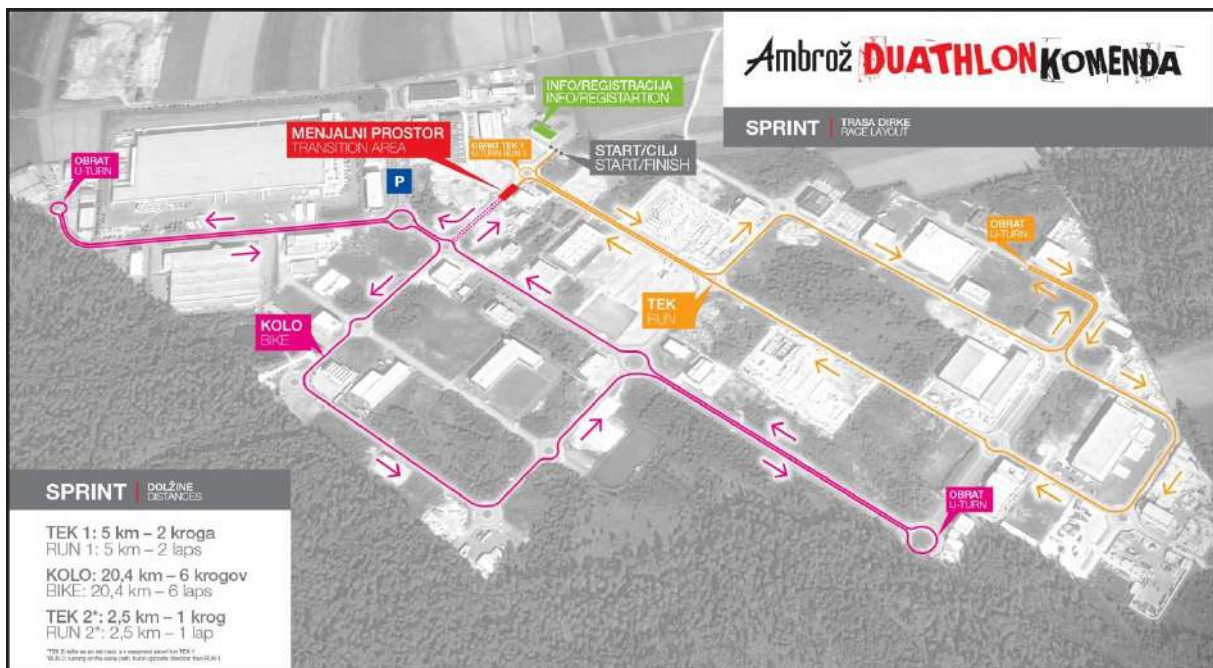 Ambrož DUATHLON KOMENDA
SPRINT | TRASA DIRKE
RACE LAYOUT
INFO/REGISTRACIJA
INFO/REGISTARTION
MENJALNI PROSTOR
TRANSITION AREA
OBRAT TEK 1
U-TURN RUN 1
START/CILJ
START/FINISH
OBRAT
U-TURN
P
OBRAT
U-TURN
TEK
RUN
KOLO
BIKE
OBRAT
U-TURN
SPRINT | DOLŽINE
DISTANCES
TEK 1: 5 km – 2 kroga
RUN 1: 5 km – 2 laps
KOLO: 20,4 km – 6 krogov
BIKE: 20,4 km – 6 laps
TEK 2*: 2,5 km – 1 krog
RUN 2*: 2,5 km – 1 lap